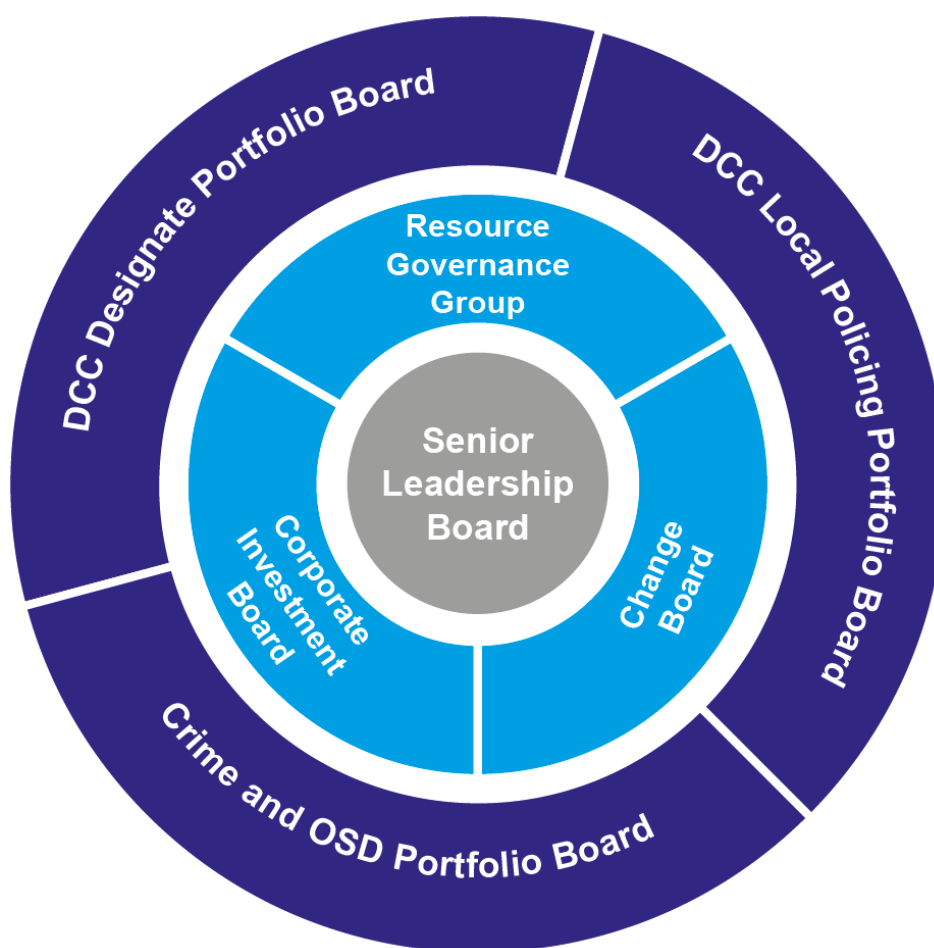 DCC Designate Portfolio Board
DCC Local Policing Portfolio Board
Resource
Governance
Group
Senior
Leadership
Board
Corporate
Investment
Board
Change
Board
Crime and OSD Portfolio Board